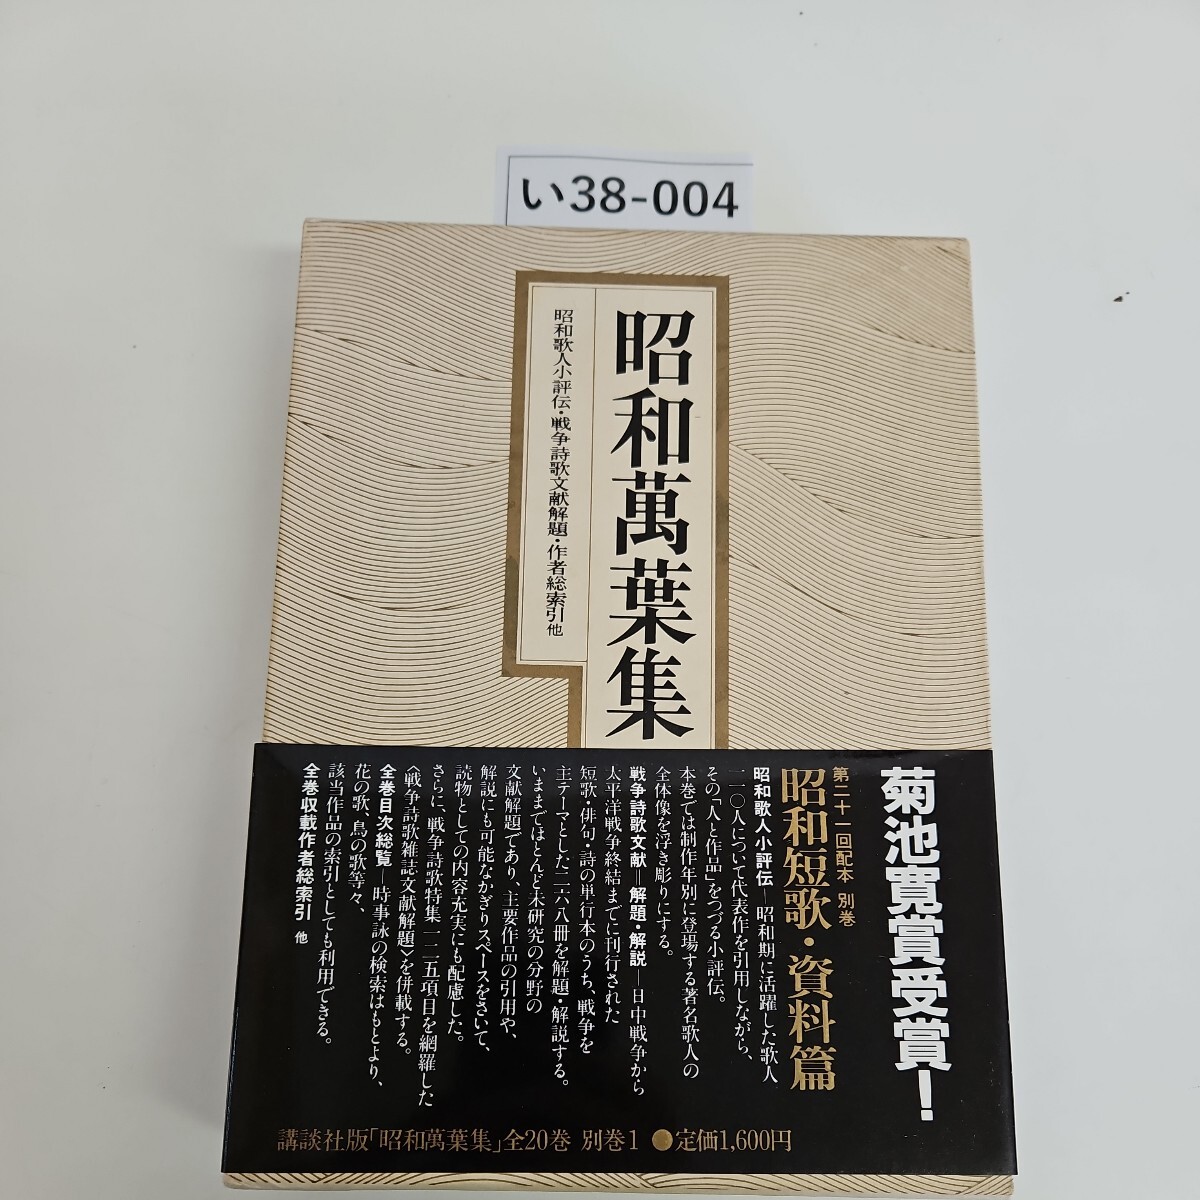 い38-004
昭和萬葉集
昭和歌人小評伝・戦争詩歌文献解題・作者総索引他
菊池寛賞受賞!
第二十一回配本 別巻
昭和短歌・資料篇
昭和歌人小評伝―昭和期に活躍した歌人
一一〇人について代表作を引用しながら、
その「人と作品」をつづる小評伝。
本巻では制作年別に登場する著名歌人の
全体像を浮き彫りにする。
戦争詩歌文献=解題・解説―日中戦争から
太平洋戦争終結までに刊行された
短歌・俳句・詩の単行本のうち、戦争を
主テーマとした二六八冊を解題・解説する。
いままでほとんど未研究の分野の
文献解題であり、主要作品の引用や、
解説にも可能なかぎりスペースをさいて、
読物としての内容充実にも配慮した。
さらに、戦争詩歌特集一一五項目を網羅した
〈戦争詩歌雑誌文献解題〉を併載する。
全巻目次総覧―時事詠の検索はもとより、
花の歌、鳥の歌等々、
該当作品の索引としても利用できる。
全巻収載作者総索引 他
講談社版「昭和萬葉集」全20巻 別巻1 ●定価1,600円